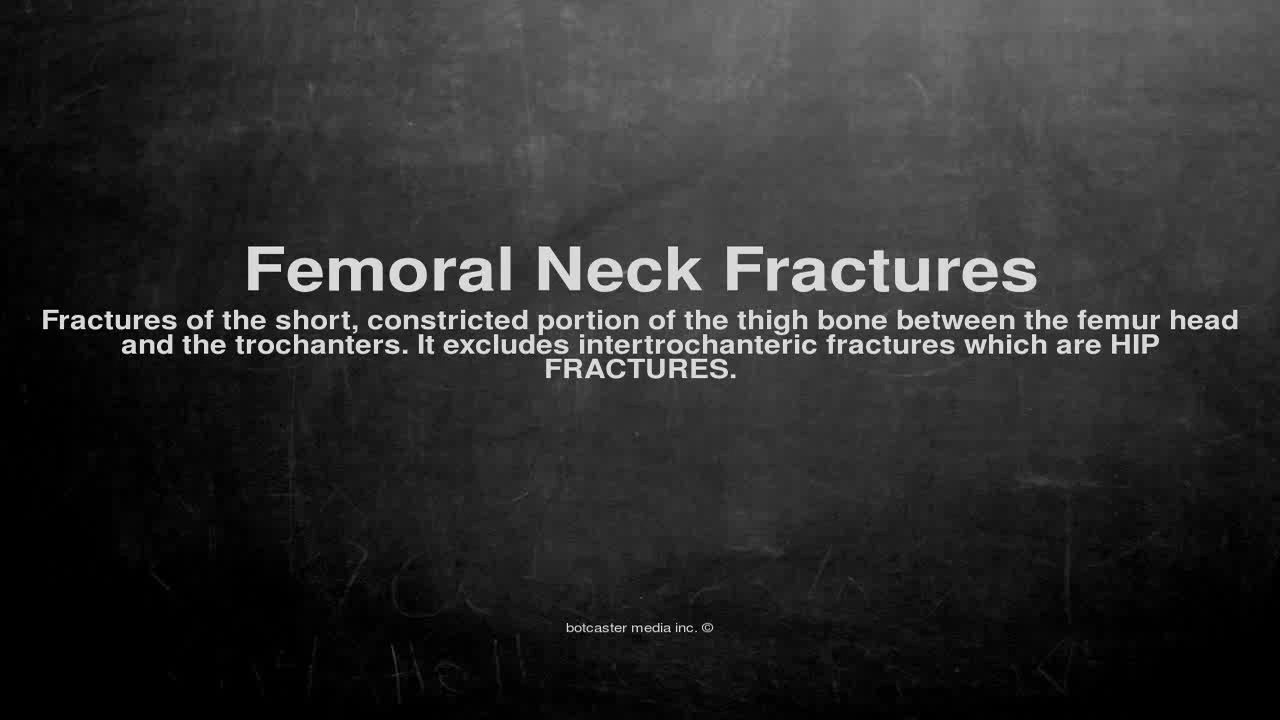 Femoral Neck Fractures
Fractures of the short, constricted portion of the thigh bone between the femur head
and the trochanters. It excludes intertrochanteric fractures which are HIP
FRACTURES.
botcaster media inc. ©